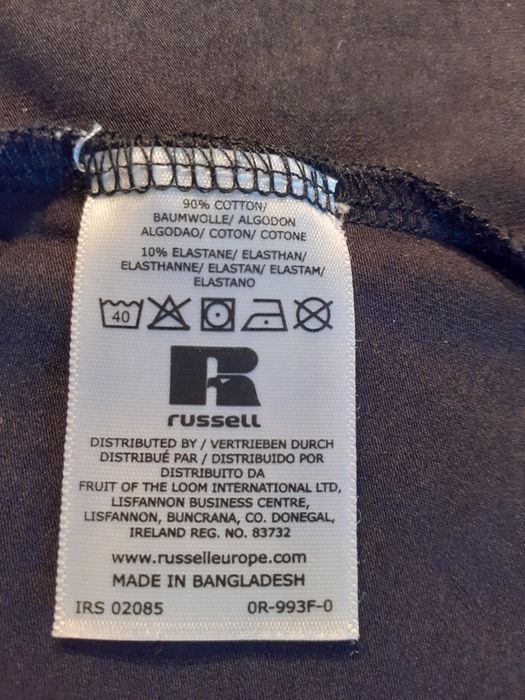 90% COTTON/
BAUMWOLLE/ ALGODON
ALGODAO/ COTON/ COTONE
10% ELASTANE/ ELASTHAN/
ELASTHANNE/ ELASTAN/ ELASTAM/
ELASTANO
40
R
russell
DISTRIBUTED BY / VERTRIEBEN DURCH
DISTRIBUÉ PAR / DISTRIBUIDO POR
DISTRIBUITO DA
FRUIT OF THE LOOM INTERNATIONAL LTD,
LISFANNON BUSINESS CENTRE,
LISFANNON, BUNCRANA, CO. DONEGAL,
IRELAND REG. NO. 83732
www.russelleurope.com
MADE IN BANGLADESH
IRS 02085 0R-993F-0